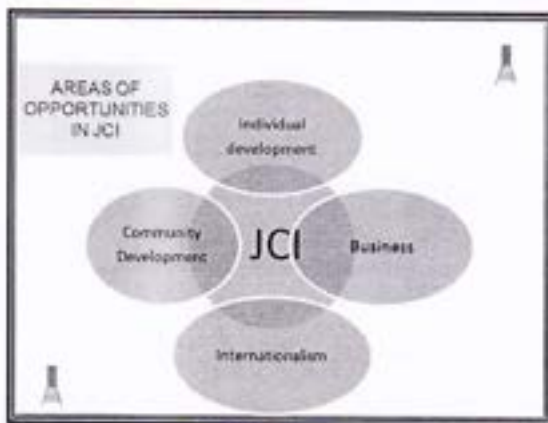 AREAS OF
OPPORTUNITIES
IN JCI
Individual
development
Community
Development
JCI
Business
Internationalism